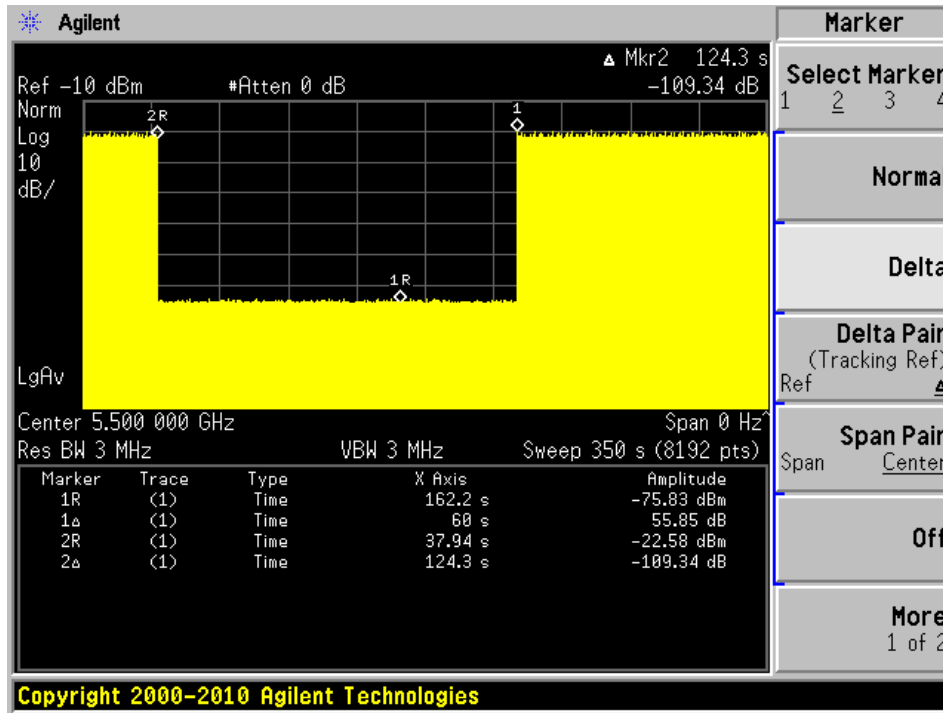 Agilent
Marker
▵ Mkr2 124.3 s
Ref -10 dBm #Atten 0 dB -109.34 dB
Norm
Log
10
dB/
2R
1
1R
LgAv
Center 5.500 000 GHz Span 0 Hz^
Res BW 3 MHz VBW 3 MHz Sweep 350 s (8192 pts)
Marker Trace Type X Axis Amplitude
1R (1) Time 162.2 s -75.83 dBm
1▵ (1) Time 60 s 55.85 dB
2R (1) Time 37.94 s -22.58 dBm
2▵ (1) Time 124.3 s -109.34 dB
Select Marker
1 2 3 4
Norma
Delta
Delta Pair
(Tracking Ref)
Ref ▵
Span Pair
Span Center
Off
More
1 of 2
Copyright 2000-2010 Agilent Technologies